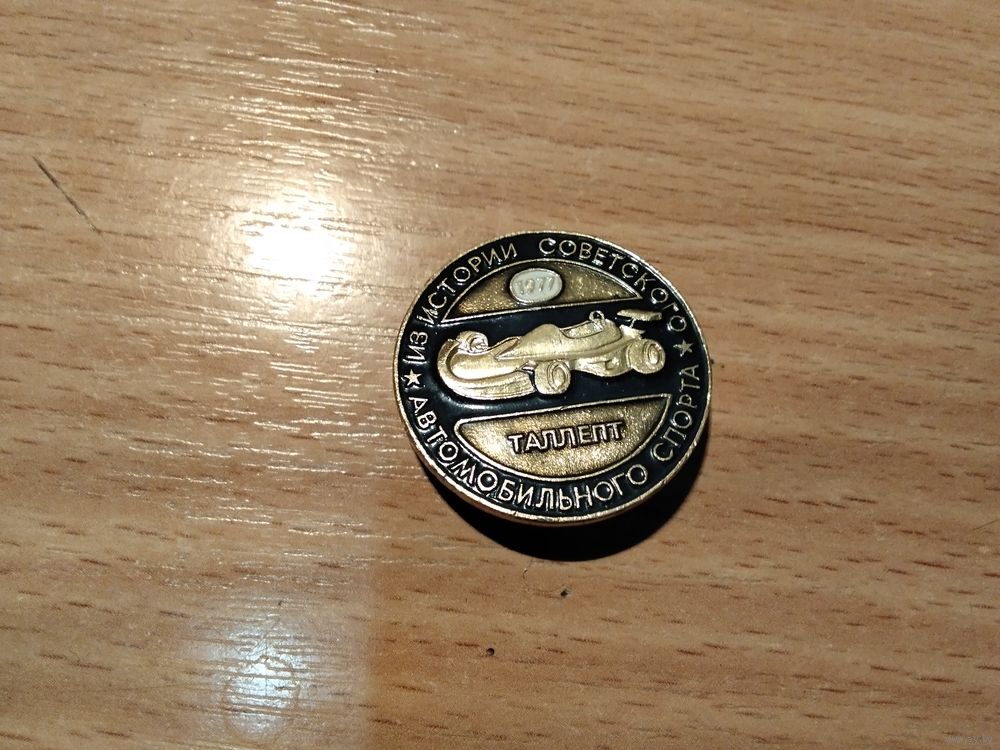 ИЗ ИСТОРИИ СОВЕТСКОГО
1977
ТАЛЛЕПТ
★ АВТОМОБИЛЬНОГО СПОРТА ★